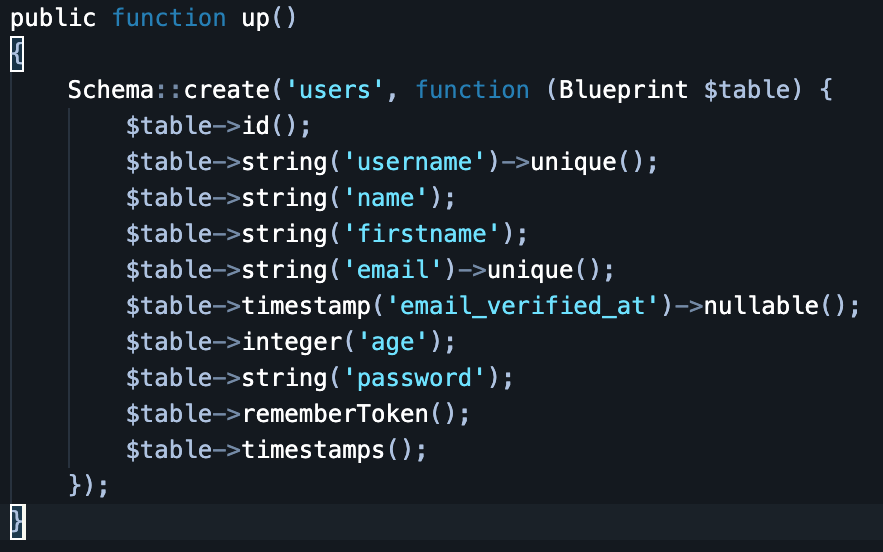 public function up()
{
    Schema::create('users', function (Blueprint $table) {
        $table->id();
        $table->string('username')->unique();
        $table->string('name');
        $table->string('firstname');
        $table->string('email')->unique();
        $table->timestamp('email_verified_at')->nullable();
        $table->integer('age');
        $table->string('password');
        $table->rememberToken();
        $table->timestamps();
    });
}